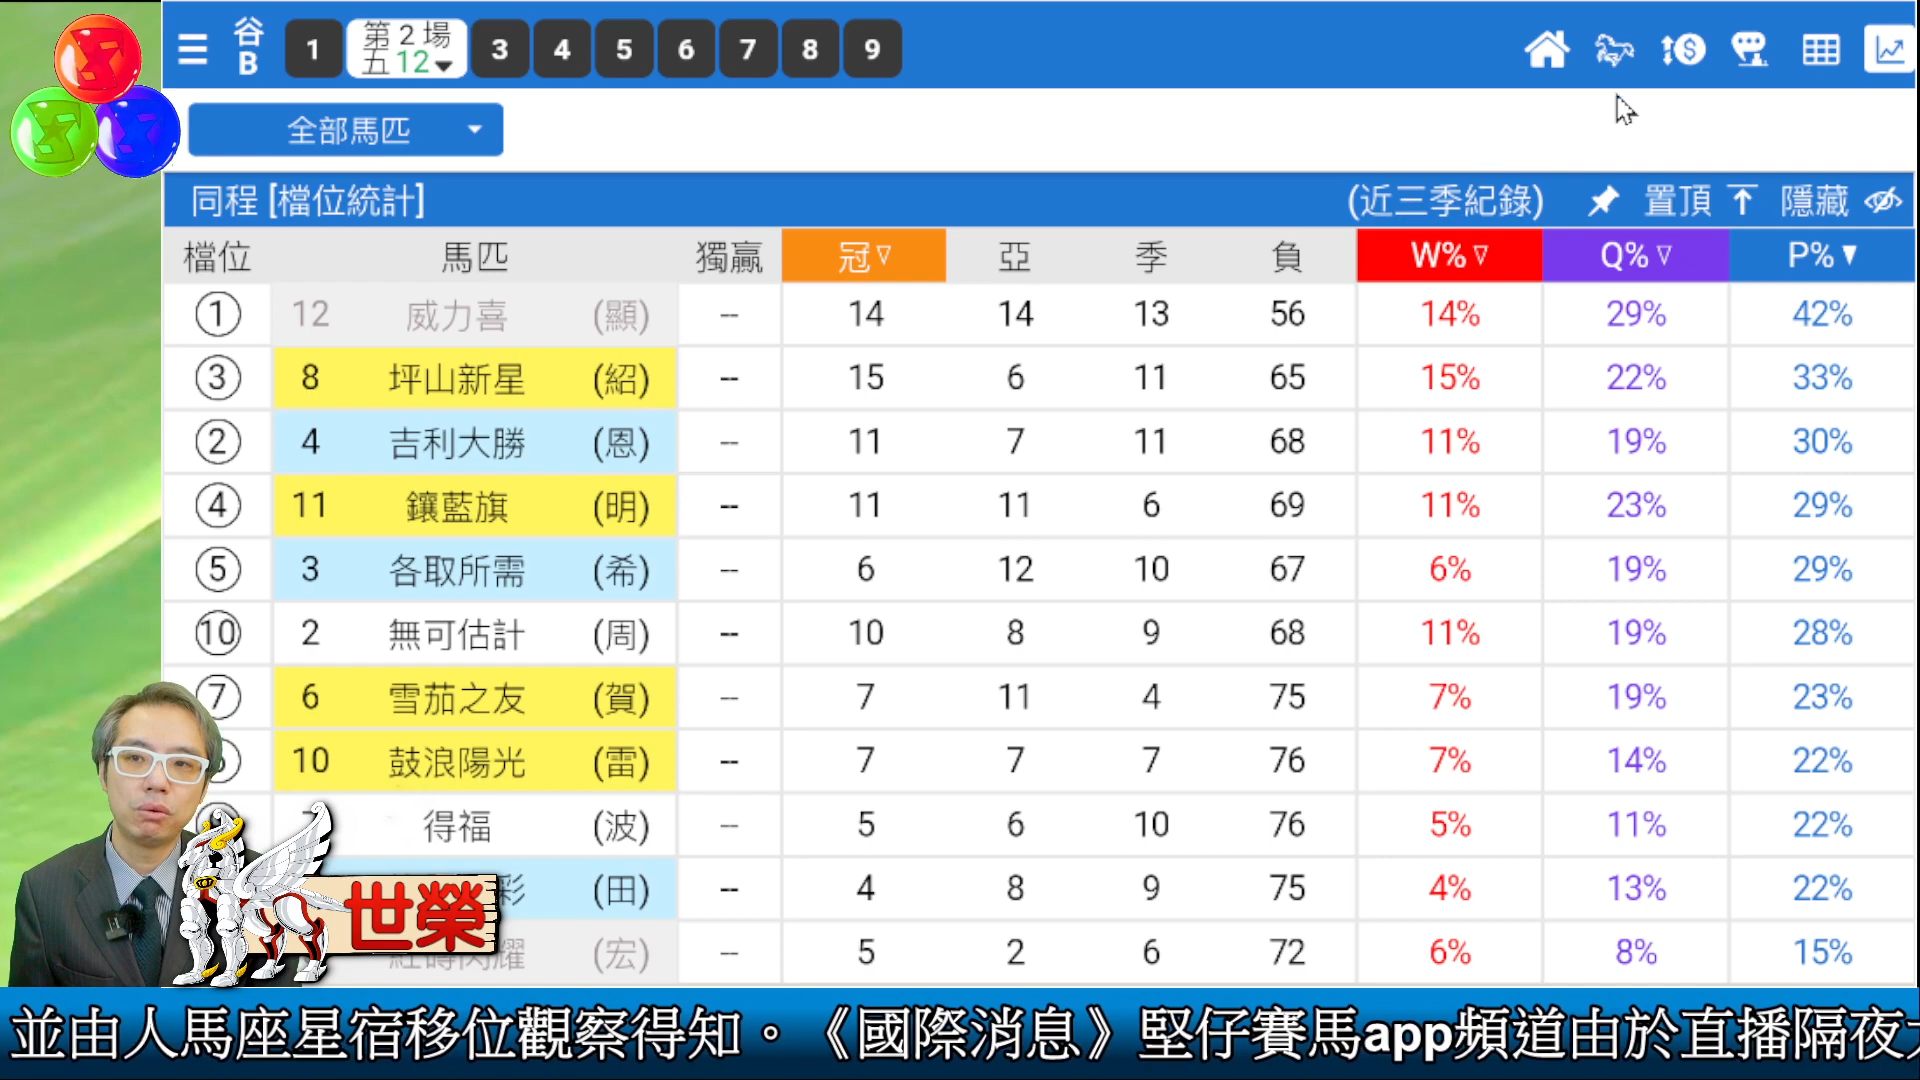 谷 B 1 第 2 場 五 12 3 4 5 6 7 8 9
全部馬匹
同程 [檔位統計] (近三季紀錄) 置頂 隱藏
檔位 馬匹 獨贏 冠 亞 季 負 W% Q% P%
1 12 威力喜 (顯) -- 14 14 13 56 14% 29% 42%
3 8 坪山新星 (紹) -- 15 6 11 65 15% 22% 33%
2 4 吉利大勝 (恩) -- 11 7 11 68 11% 19% 30%
4 11 鑲藍旗 (明) -- 11 11 6 69 11% 23% 29%
5 3 各取所需 (希) -- 6 12 10 67 6% 19% 29%
10 2 無可估計 (周) -- 10 8 9 68 11% 19% 28%
7 6 雪茄之友 (賀) -- 7 11 4 75 7% 19% 23%
10 鼓浪陽光 (雷) -- 7 7 7 76 7% 14% 22%
得福 (波) -- 5 6 10 76 5% 11% 22%
彩 (田) -- 4 8 9 75 4% 13% 22%
耀 (宏) -- 5 2 6 72 6% 8% 15%
世榮
並由人馬座星宿移位觀察得知。《國際消息》堅仔賽馬app頻道由於直播隔夜